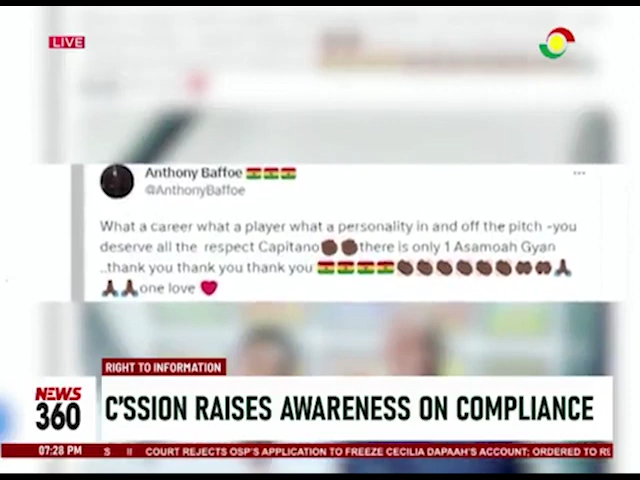 LIVE
Anthony Baffoe 🇬🇭🇬🇭🇬🇭
@AnthonyBaffoe
What a career what a player what a personality in and off the pitch -you
deserve all the respect Capitano👊🏿👊🏿there is only 1 Asamoah Gyan
..thank you thank you thank you 🇬🇭🇬🇭🇬🇭🇬🇭👏🏿👏🏿👏🏿👏🏿👏🏿👏🏿👐🏿👐🏿🙏🏿
🙏🏿🙏🏿one love ❤️
RIGHT TO INFORMATION
NEWS
360
C'SSION RAISES AWARENESS ON COMPLIANCE
07:28 PM
S II COURT REJECTS OSP'S APPLICATION TO FREEZE CECILIA DAPAAH'S ACCOUNT; ORDERED TO RE